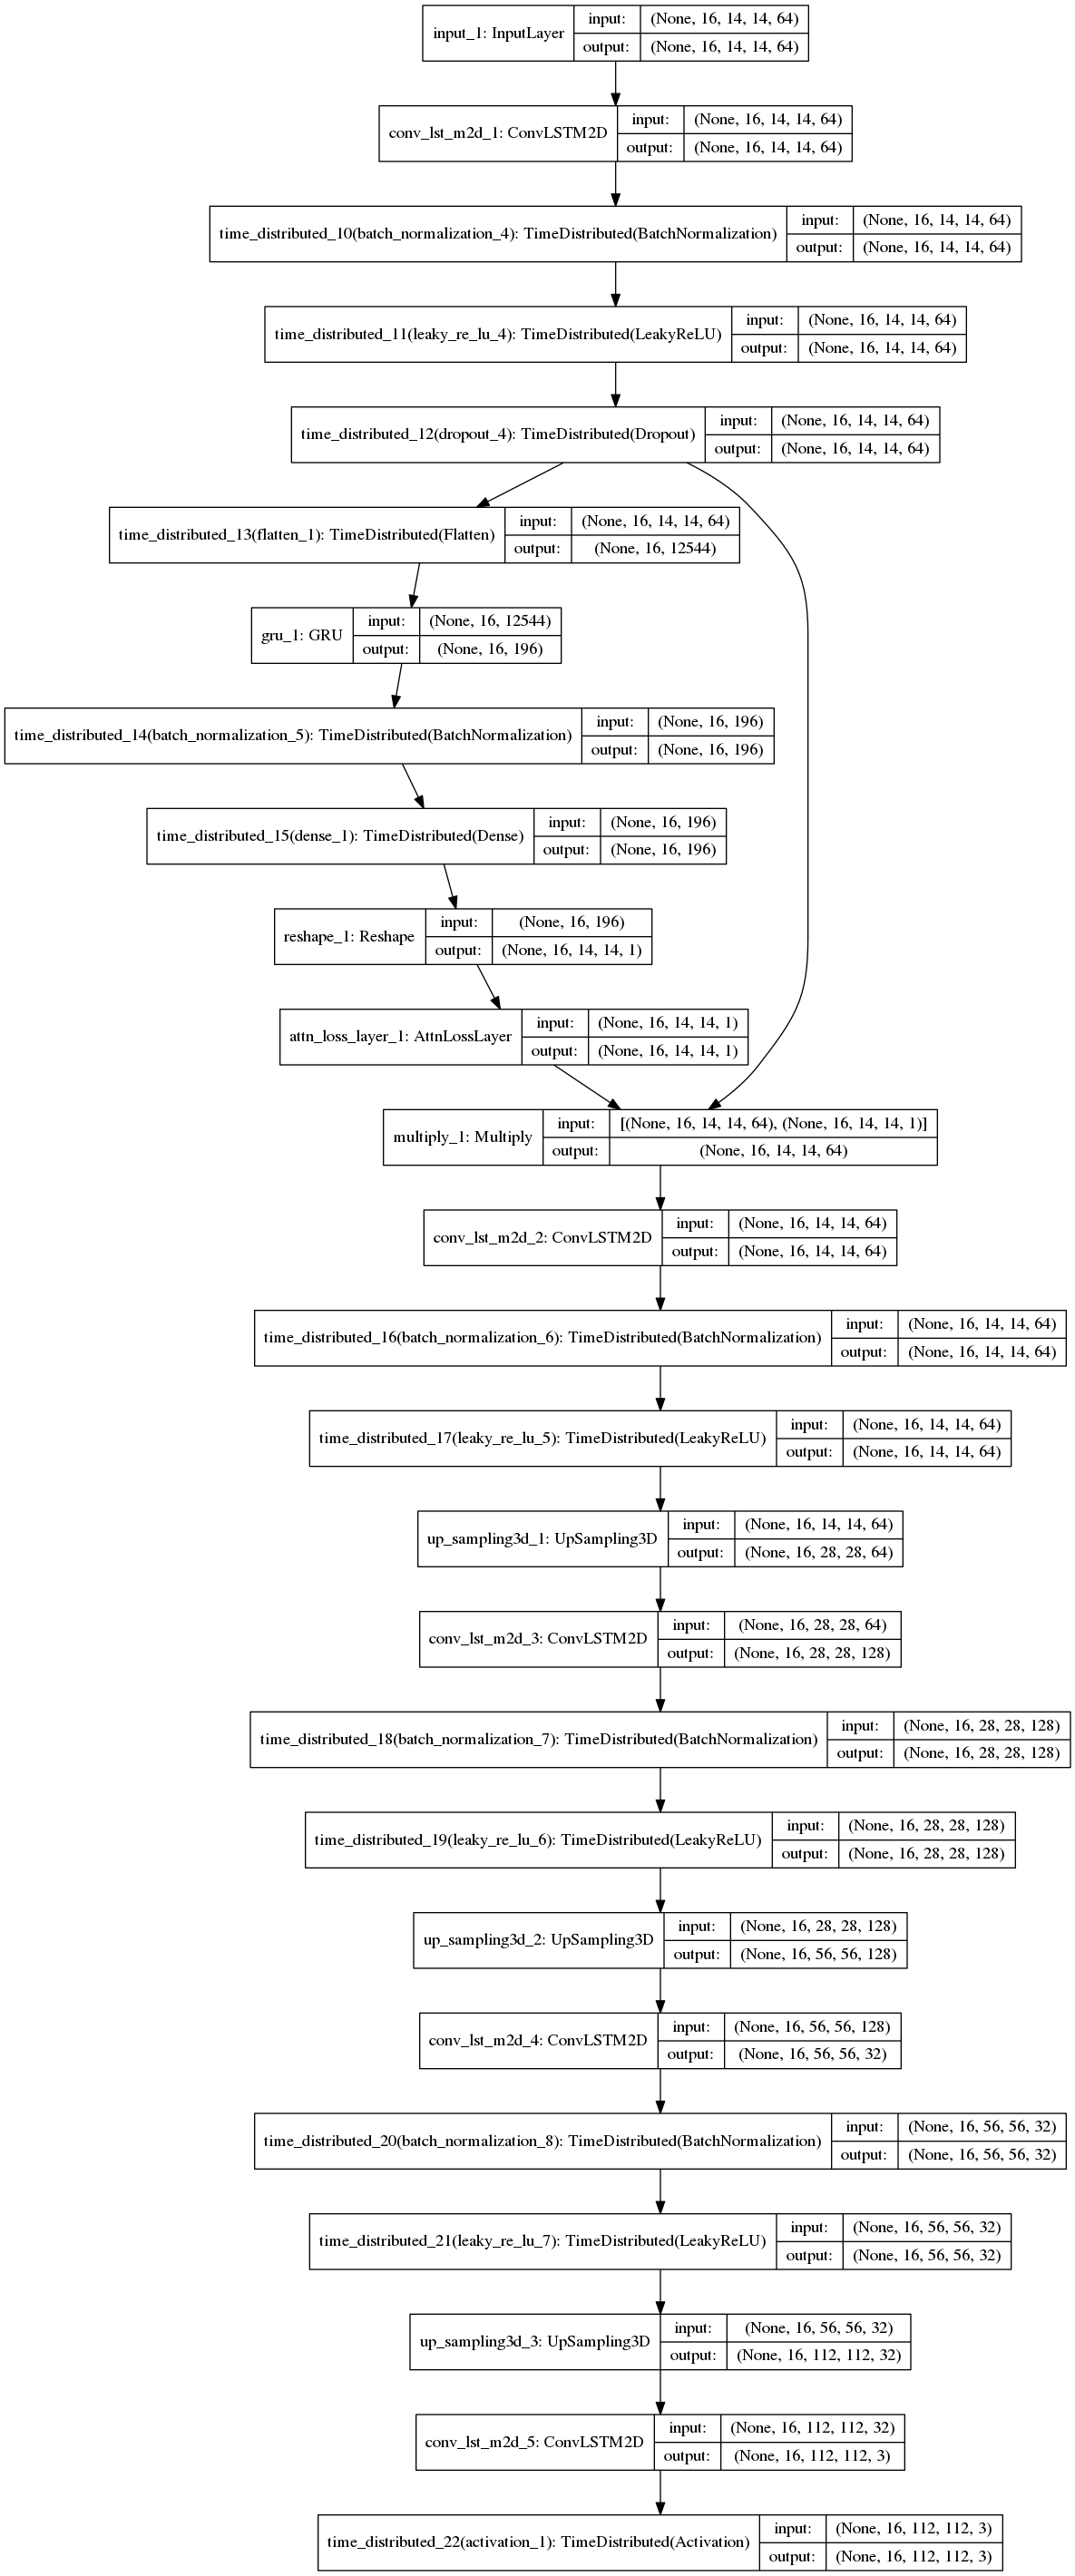 input_1: InputLayer
input: (None, 16, 14, 14, 64)
output: (None, 16, 14, 14, 64)
conv_lst_m2d_1: ConvLSTM2D
input: (None, 16, 14, 14, 64)
output: (None, 16, 14, 14, 64)
time_distributed_10(batch_normalization_4): TimeDistributed(BatchNormalization)
input: (None, 16, 14, 14, 64)
output: (None, 16, 14, 14, 64)
time_distributed_11(leaky_re_lu_4): TimeDistributed(LeakyReLU)
input: (None, 16, 14, 14, 64)
output: (None, 16, 14, 14, 64)
time_distributed_12(dropout_4): TimeDistributed(Dropout)
input: (None, 16, 14, 14, 64)
output: (None, 16, 14, 14, 64)
time_distributed_13(flatten_1): TimeDistributed(Flatten)
input: (None, 16, 14, 14, 64)
output: (None, 16, 12544)
gru_1: GRU
input: (None, 16, 12544)
output: (None, 16, 196)
time_distributed_14(batch_normalization_5): TimeDistributed(BatchNormalization)
input: (None, 16, 196)
output: (None, 16, 196)
time_distributed_15(dense_1): TimeDistributed(Dense)
input: (None, 16, 196)
output: (None, 16, 196)
reshape_1: Reshape
input: (None, 16, 196)
output: (None, 16, 14, 14, 1)
attn_loss_layer_1: AttnLossLayer
input: (None, 16, 14, 14, 1)
output: (None, 16, 14, 14, 1)
multiply_1: Multiply
input: [(None, 16, 14, 14, 64), (None, 16, 14, 14, 1)]
output: (None, 16, 14, 14, 64)
conv_lst_m2d_2: ConvLSTM2D
input: (None, 16, 14, 14, 64)
output: (None, 16, 14, 14, 64)
time_distributed_16(batch_normalization_6): TimeDistributed(BatchNormalization)
input: (None, 16, 14, 14, 64)
output: (None, 16, 14, 14, 64)
time_distributed_17(leaky_re_lu_5): TimeDistributed(LeakyReLU)
input: (None, 16, 14, 14, 64)
output: (None, 16, 14, 14, 64)
up_sampling3d_1: UpSampling3D
input: (None, 16, 14, 14, 64)
output: (None, 16, 28, 28, 64)
conv_lst_m2d_3: ConvLSTM2D
input: (None, 16, 28, 28, 64)
output: (None, 16, 28, 28, 128)
time_distributed_18(batch_normalization_7): TimeDistributed(BatchNormalization)
input: (None, 16, 28, 28, 128)
output: (None, 16, 28, 28, 128)
time_distributed_19(leaky_re_lu_6): TimeDistributed(LeakyReLU)
input: (None, 16, 28, 28, 128)
output: (None, 16, 28, 28, 128)
up_sampling3d_2: UpSampling3D
input: (None, 16, 28, 28, 128)
output: (None, 16, 56, 56, 128)
conv_lst_m2d_4: ConvLSTM2D
input: (None, 16, 56, 56, 128)
output: (None, 16, 56, 56, 32)
time_distributed_20(batch_normalization_8): TimeDistributed(BatchNormalization)
input: (None, 16, 56, 56, 32)
output: (None, 16, 56, 56, 32)
time_distributed_21(leaky_re_lu_7): TimeDistributed(LeakyReLU)
input: (None, 16, 56, 56, 32)
output: (None, 16, 56, 56, 32)
up_sampling3d_3: UpSampling3D
input: (None, 16, 56, 56, 32)
output: (None, 16, 112, 112, 32)
conv_lst_m2d_5: ConvLSTM2D
input: (None, 16, 112, 112, 32)
output: (None, 16, 112, 112, 3)
time_distributed_22(activation_1): TimeDistributed(Activation)
input: (None, 16, 112, 112, 3)
output: (None, 16, 112, 112, 3)